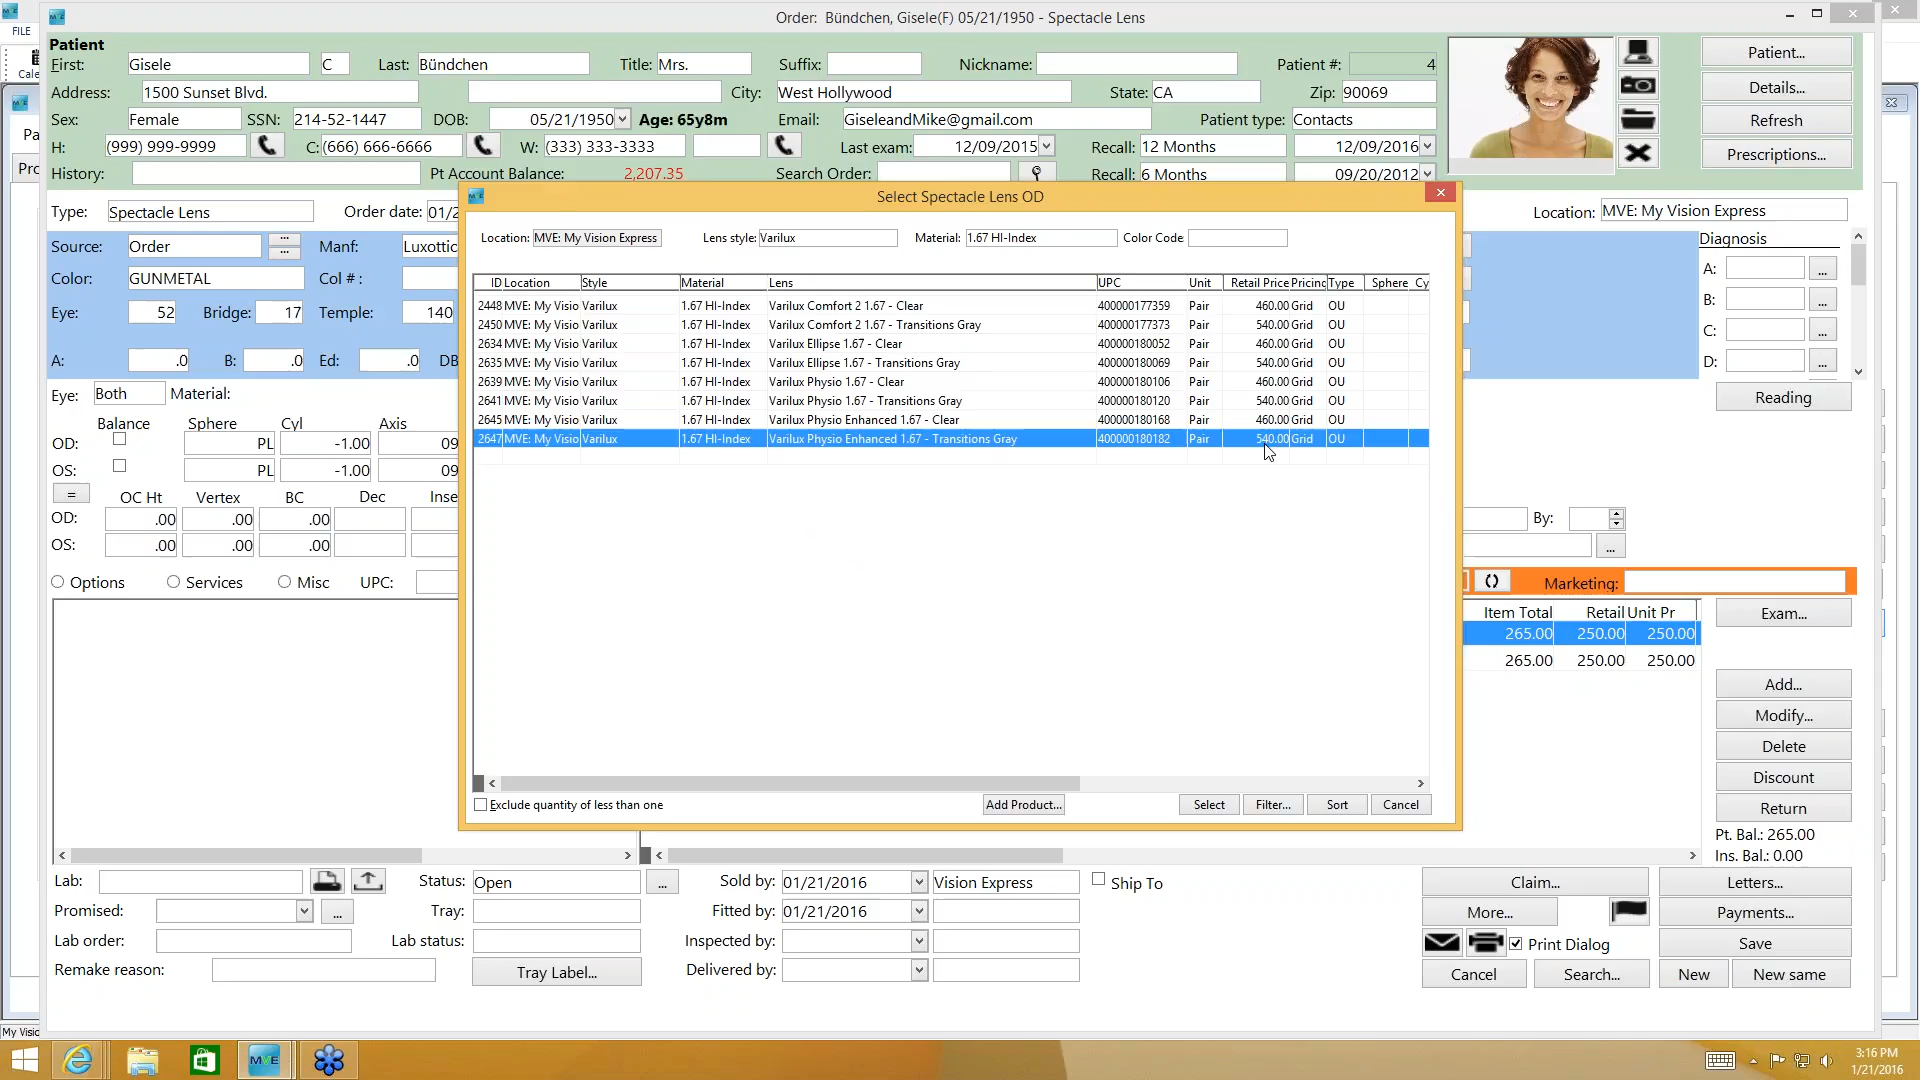 Order: Bündchen, Gisele(F) 05/21/1950 - Spectacle Lens
FILE
Patient
First: Gisele C Last: Bündchen Title: Mrs. Suffix: Nickname: Patient #: 4 Patient...
Address: 1500 Sunset Blvd. City: West Hollywood State: CA Zip: 90069 Details...
Sex: Female SSN: 214-52-1447 DOB: 05/21/1950 Age: 65y8m Email: GiseleandMike@gmail.com Patient type: Contacts Refresh
H: (999) 999-9999 C: (666) 666-6666 W: (333) 333-3333 Last exam: 12/09/2015 Recall: 12 Months 12/09/2016 Prescriptions...
History: Pt Account Balance: 2,207.35 Search Order: Recall: 6 Months 09/20/2012
Type: Spectacle Lens Order date: 01/2 Location: MVE: My Vision Express
Source: Order Manf: Luxottic Diagnosis
Color: GUNMETAL Col #: A: ...
Eye: 52 Bridge: 17 Temple: 140 B: ...
C: ...
A: .0 B: .0 Ed: .0 DB D: ...
Eye: Both Material: Reading
Balance Sphere Cyl Axis
OD: PL -1.00 09
OS: PL -1.00 09
= OC Ht Vertex BC Dec Inse
OD: .00 .00 .00 By:
OS: .00 .00 .00 ...
Options Services Misc UPC: Marketing:
Select Spectacle Lens OD
Location: MVE: My Vision Express Lens style: Varilux Material: 1.67 HI-Index Color Code
ID Location Style Material Lens UPC Unit Retail Price Pricing Type Sphere Cy
2448 MVE: My Visio Varilux 1.67 HI-Index Varilux Comfort 2 1.67 - Clear 400000177359 Pair 460.00 Grid OU
2450 MVE: My Visio Varilux 1.67 HI-Index Varilux Comfort 2 1.67 - Transitions Gray 400000177373 Pair 540.00 Grid OU
2634 MVE: My Visio Varilux 1.67 HI-Index Varilux Ellipse 1.67 - Clear 400000180052 Pair 460.00 Grid OU
2635 MVE: My Visio Varilux 1.67 HI-Index Varilux Ellipse 1.67 - Transitions Gray 400000180069 Pair 540.00 Grid OU
2639 MVE: My Visio Varilux 1.67 HI-Index Varilux Physio 1.67 - Clear 400000180106 Pair 460.00 Grid OU
2641 MVE: My Visio Varilux 1.67 HI-Index Varilux Physio 1.67 - Transitions Gray 400000180120 Pair 540.00 Grid OU
2645 MVE: My Visio Varilux 1.67 HI-Index Varilux Physio Enhanced 1.67 - Clear 400000180168 Pair 460.00 Grid OU
2647 MVE: My Visio Varilux 1.67 HI-Index Varilux Physio Enhanced 1.67 - Transitions Gray 400000180182 Pair 540.00 Grid OU
Exclude quantity of less than one Add Product... Select Filter... Sort Cancel
Item Total Retail Unit Pr Exam...
265.00 250.00 250.00
265.00 250.00 250.00
Add...
Modify...
Delete
Discount
Return
Pt. Bal.: 265.00
Ins. Bal.: 0.00
Lab: Status: Open ... Sold by: 01/21/2016 Vision Express Ship To Claim... Letters...
Promised: ... Tray: Fitted by: 01/21/2016 More... Payments...
Lab order: Lab status: Inspected by: Print Dialog Save
Remake reason: Tray Label... Delivered by: Cancel Search... New New same
My Visio
MVE
3:16 PM
1/21/2016